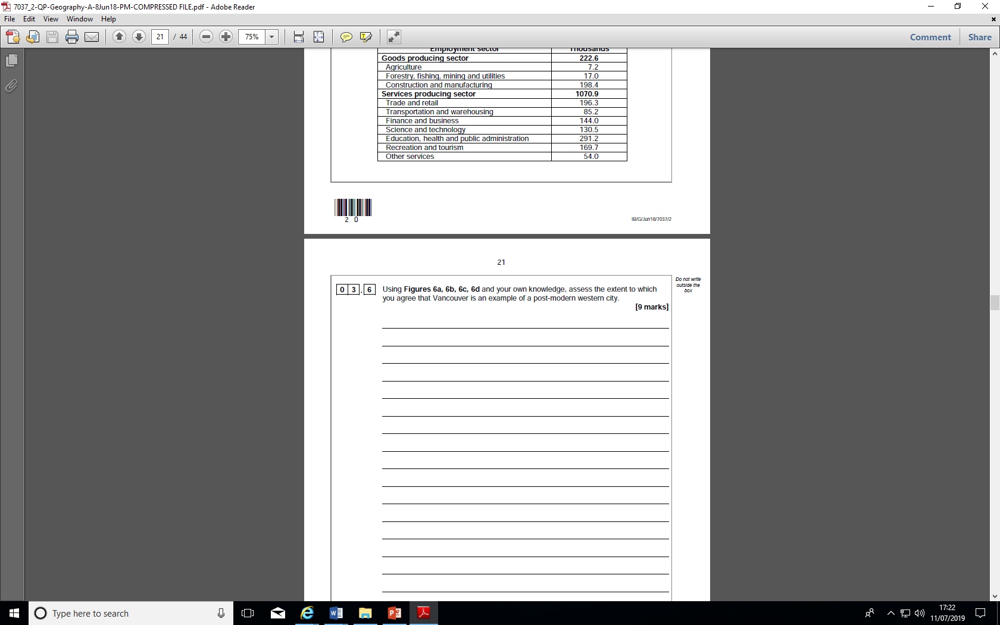 7037_2-QP-Geography-A-8Jun18-PM-COMPRESSED FILE.pdf - Adobe Reader
File Edit View Window Help
21 / 44 75% Comment Share
Employment sector Thousands
Goods producing sector 222.6
Agriculture 7.2
Forestry, fishing, mining and utilities 17.0
Construction and manufacturing 198.4
Services producing sector 1070.9
Trade and retail 196.3
Transportation and warehousing 85.2
Finance and business 144.0
Science and technology 130.5
Education, health and public administration 291.2
Recreation and tourism 169.7
Other services 54.0
2 0
IB/G/Jun18/7037/2
21
Do not write
outside the
box
0 3 . 6 Using Figures 6a, 6b, 6c, 6d and your own knowledge, assess the extent to which
you agree that Vancouver is an example of a post-modern western city.
[9 marks]
Type here to search
17:22
11/07/2019